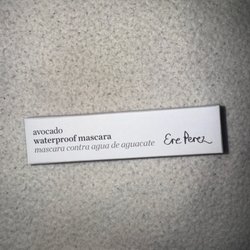 avocado
waterproof mascara
mascara contra agua de aguacate
Ere Perez